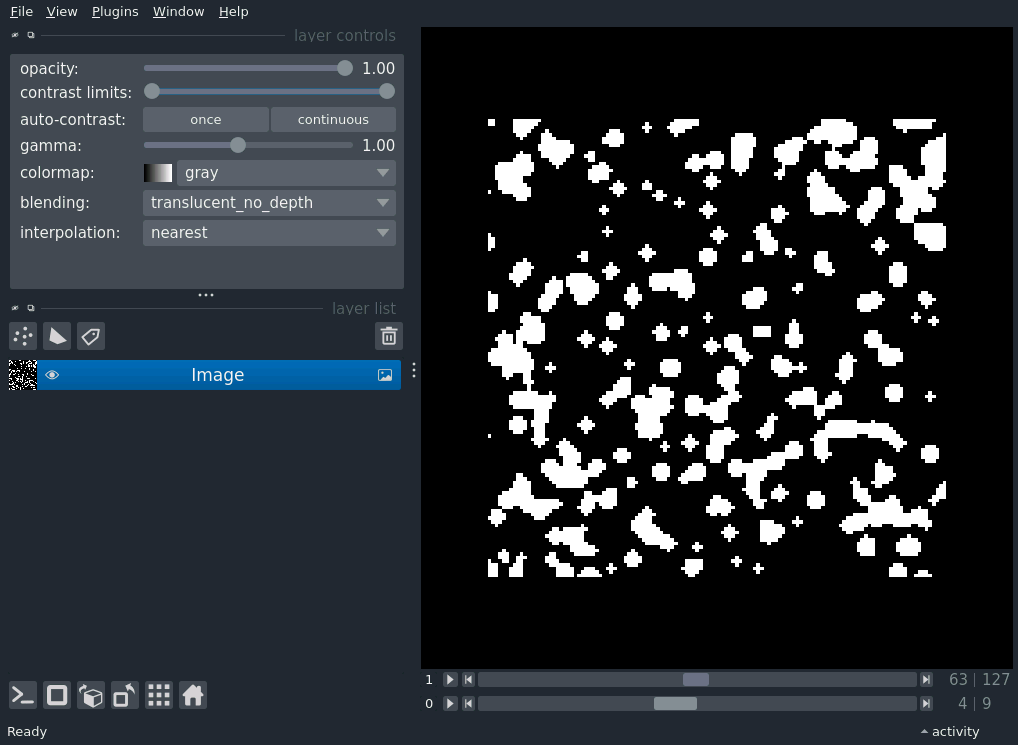 File View Plugins Window Help
layer controls
opacity: 1.00
contrast limits:
auto-contrast: once continuous
gamma: 1.00
colormap: gray
blending: translucent_no_depth
interpolation: nearest
layer list
Image
1 63 | 127
0 4 | 9
Ready activity